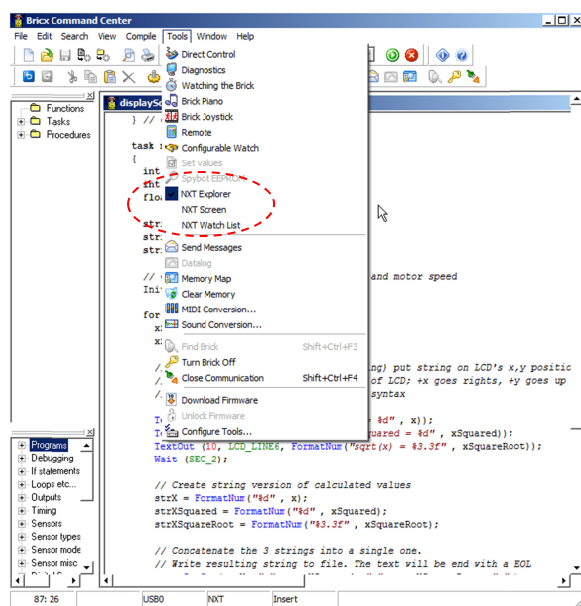 Bricx Command Center
File Edit Search View Compile Tools Window Help
Direct Control
Diagnostics
Watching the Brick
Brick Piano
Brick Joystick
Remote
Configurable Watch
Set values
Spybot EEPROM
NXT Explorer
NXT Screen
NXT Watch List
Send Messages
Datalog
Memory Map
Clear Memory
MIDI Conversion...
Sound Conversion...
Find Brick Shift+Ctrl+F3
Turn Brick Off
Close Communication Shift+Ctrl+F4
Download Firmware
Unlock Firmware
Configure Tools...
Functions
Tasks
Procedures
} //
task
{
int
int
str
// and motor speed
for
ng) put string on LCD's x,y positic
of LCD; +x goes rights, +y goes up
syntax
= %d" , x));
uared = %d" , xSquared));
TextOut (10, LCD_LINE6, FormatNum("sqrt(x) = %3.3f" , xSquareRoot));
Wait (SEC_2);
// Create string version of calculated values
strX = FormatNum("%d" , x);
strXSquared = FormatNum("%d" , xSquared);
strXSquareRoot = FormatNum("%3.3f" , xSquareRoot);
// Concatenate the 3 strings into a single one.
// Write resulting string to file. The text will be end with a EOL
Programs
Debugging
If statements
Loops etc...
Outputs
Timing
Sensors
Sensor types
Sensor mode
Sensor misc
87: 26 USB0 NXT Insert